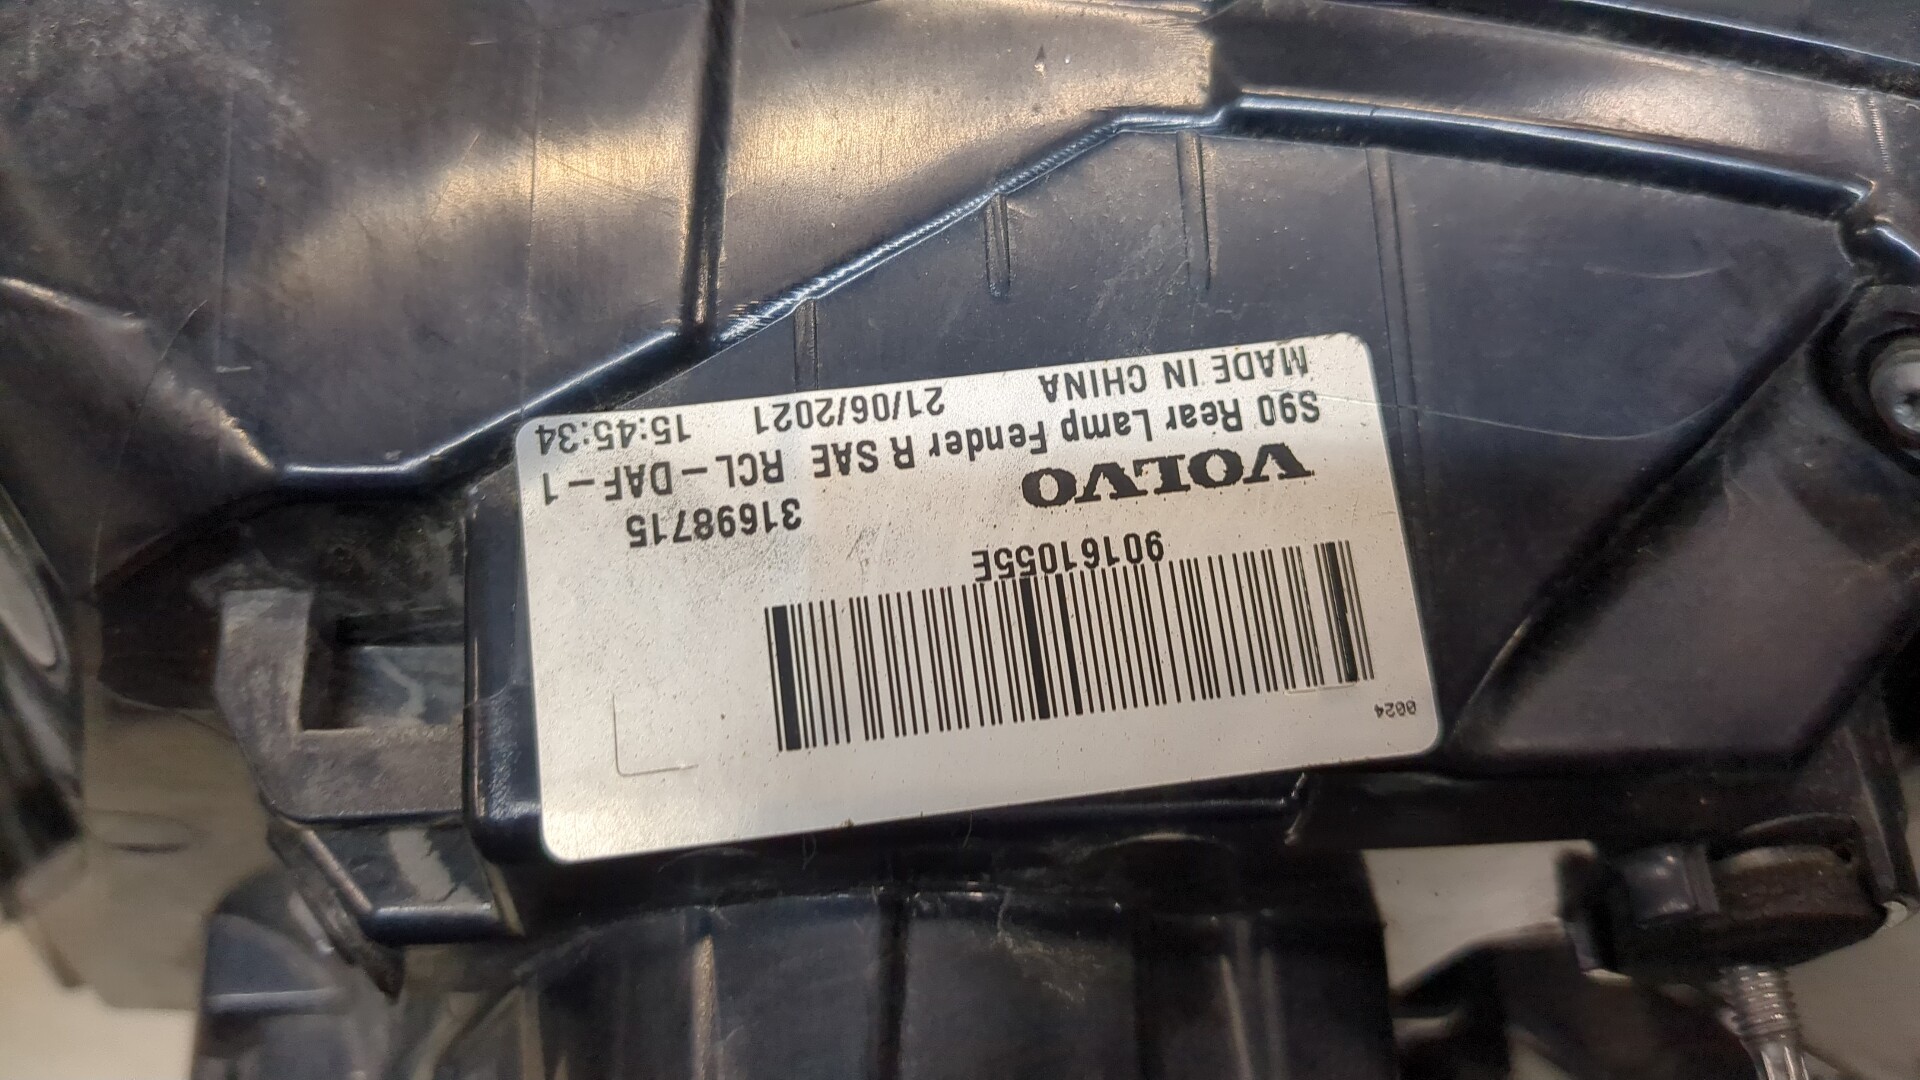 MADE IN CHINA 21/06/2021 15:45:34
S90 Rear Lamp Fender R SAE RCL-DAF-1
VOLVO 31698715
90161055E
0024